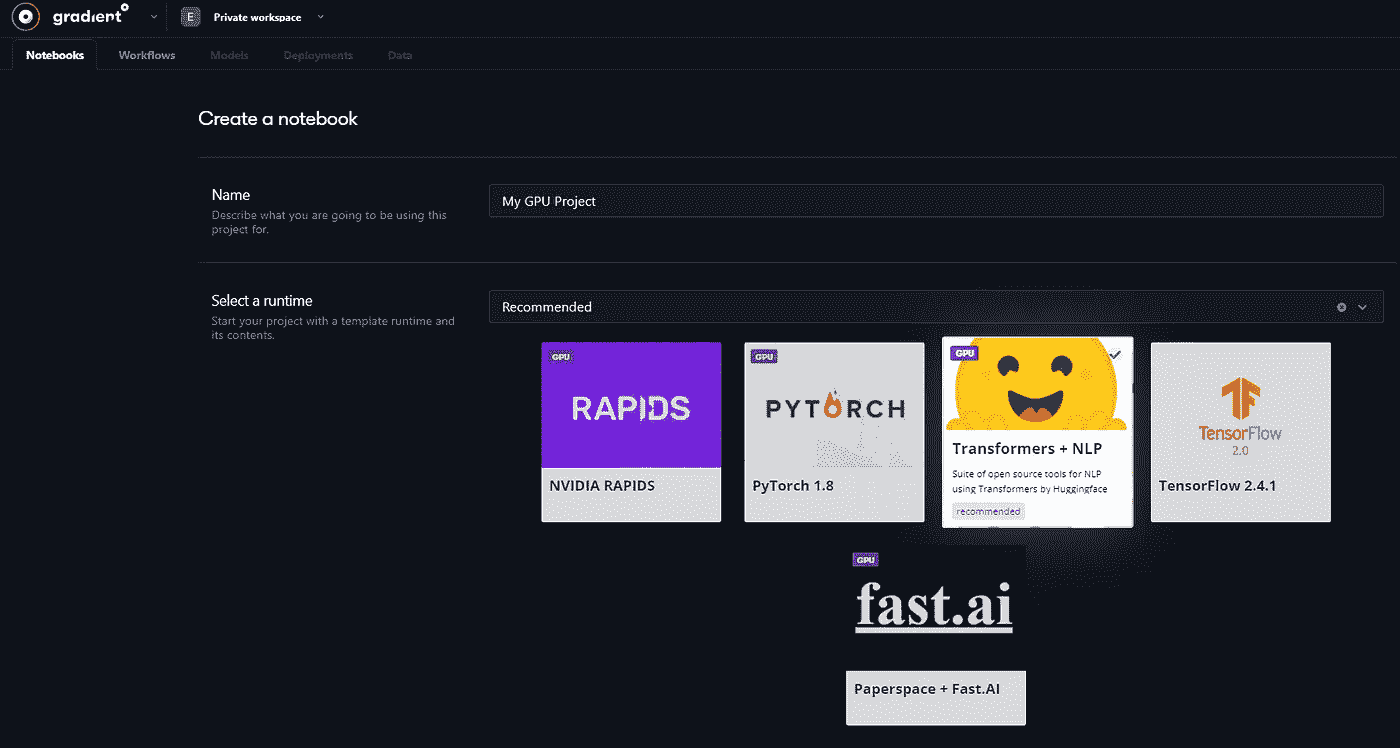 gradient
E Private workspace
Notebooks Workflows Models Deployments Data
Create a notebook
Name
Describe what you are going to be using this
project for.
My GPU Project
Select a runtime
Start your project with a template runtime and
its contents.
Recommended
GPU
RAPIDS
NVIDIA RAPIDS
GPU
PYTORCH
PyTorch 1.8
GPU
Transformers + NLP
Suite of open source tools for NLP
using Transformers by Huggingface
recommended
TensorFlow
2.0
TensorFlow 2.4.1
GPU
fast.ai
Paperspace + Fast.AI